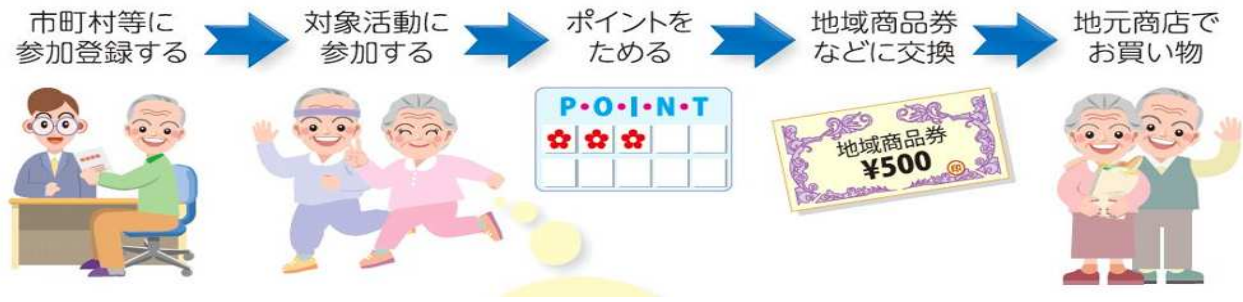 市町村等に
参加登録する
対象活動に
参加する
ポイントを
ためる
地域商品券
などに交換
地元商店で
お買い物
P・O・I・N・T
地域商品券
¥500
印